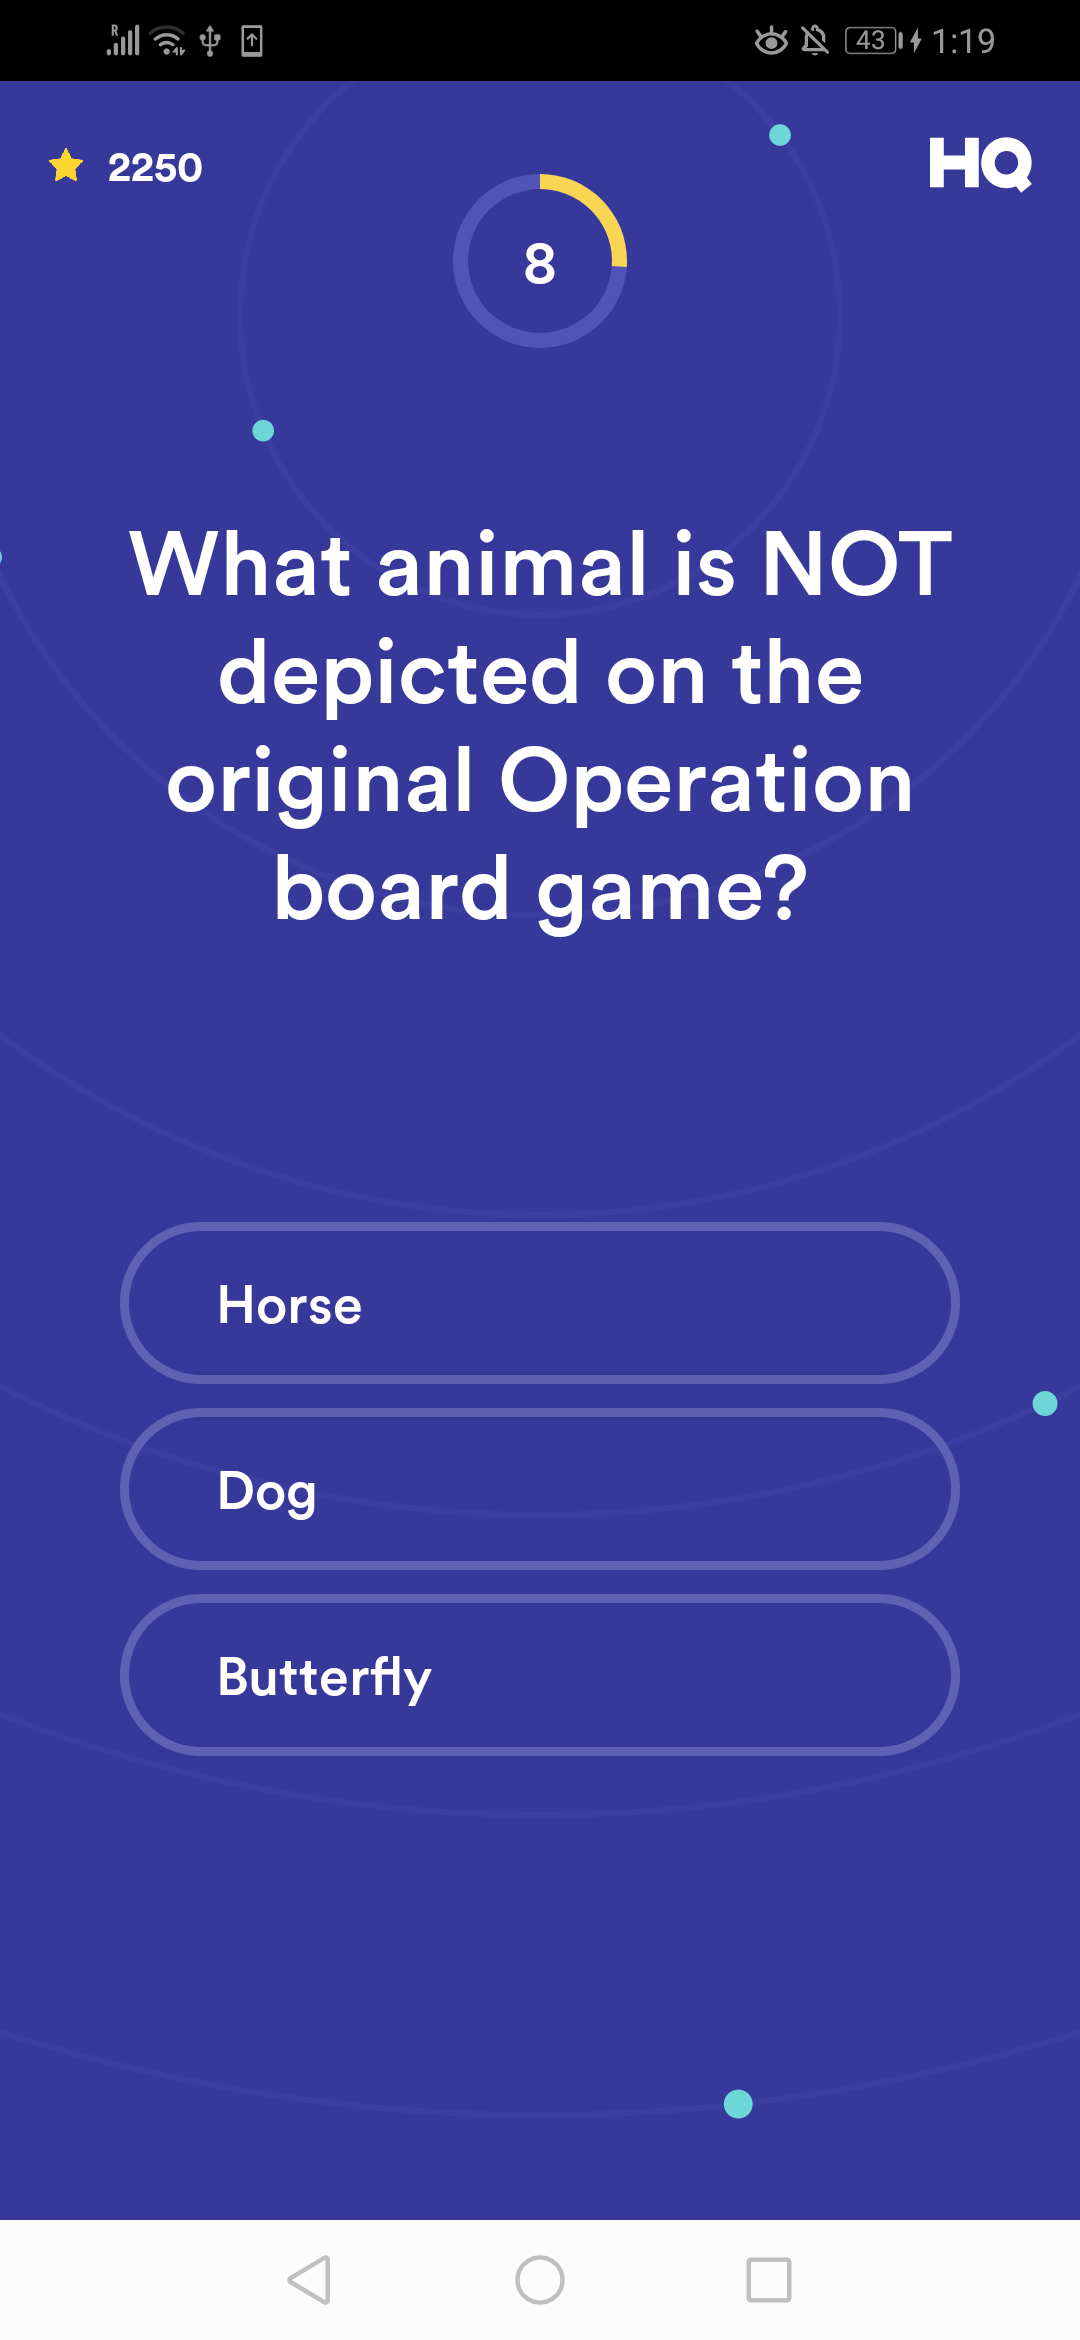 R 43 1:19
2250 HQ
8
What animal is NOT
depicted on the
original Operation
board game?
Horse
Dog
Butterfly